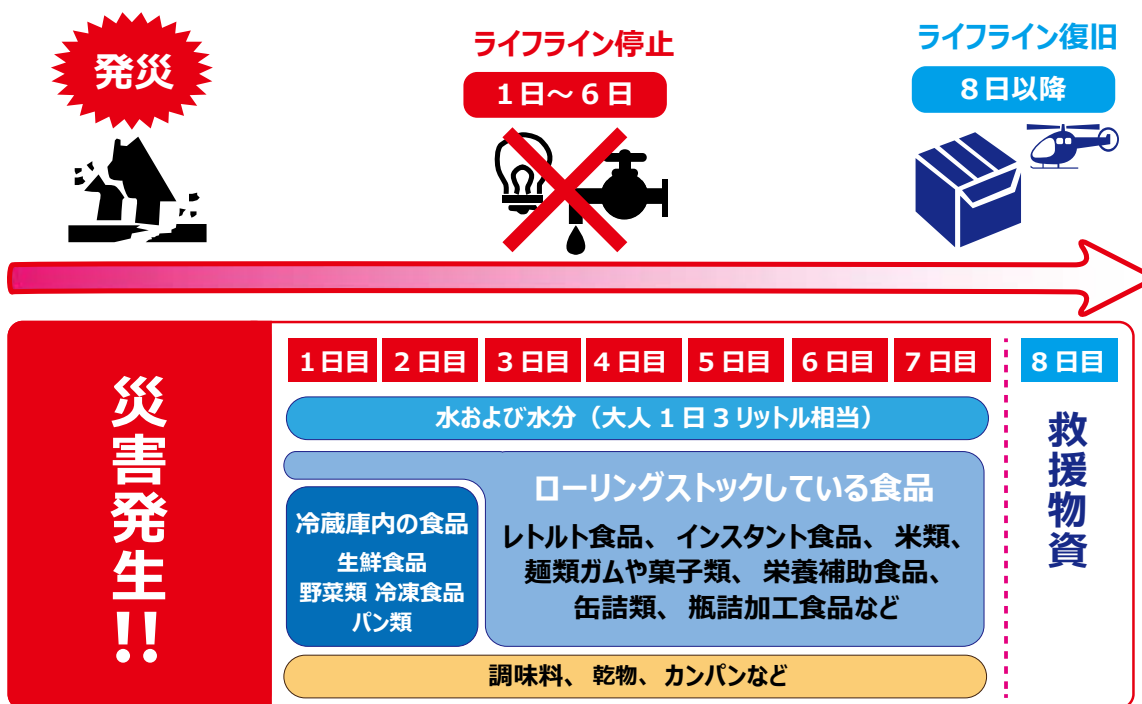 発災
ライフライン停止
1日~6日
ライフライン復旧
8日以降
災害発生!!
1日目
2日目
3日目
4日目
5日目
6日目
7日目
8日目
水および水分（大人1日3リットル相当）
ローリングストックしている食品
レトルト食品、インスタント食品、米類、
麺類ガムや菓子類、栄養補助食品、
缶詰類、瓶詰加工食品など
冷蔵庫内の食品
生鮮食品
野菜類 冷凍食品
パン類
調味料、乾物、カンパンなど
救援物資